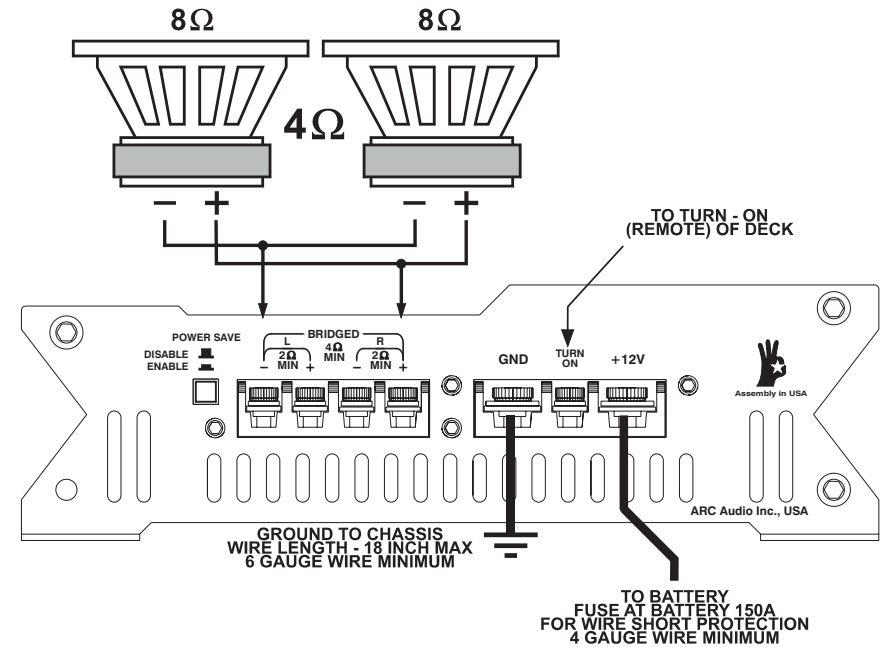 8Ω
8Ω
4Ω
− +
− +
TO TURN - ON
(REMOTE) OF DECK
POWER SAVE
DISABLE
ENABLE
BRIDGED
L
R
4Ω
MIN
2Ω
MIN
2Ω
MIN
− +
− +
GND
TURN
ON
+12V
Assembly in USA
ARC Audio Inc., USA
GROUND TO CHASSIS
WIRE LENGTH - 18 INCH MAX
6 GAUGE WIRE MINIMUM
TO BATTERY
FUSE AT BATTERY 150A
FOR WIRE SHORT PROTECTION
4 GAUGE WIRE MINIMUM